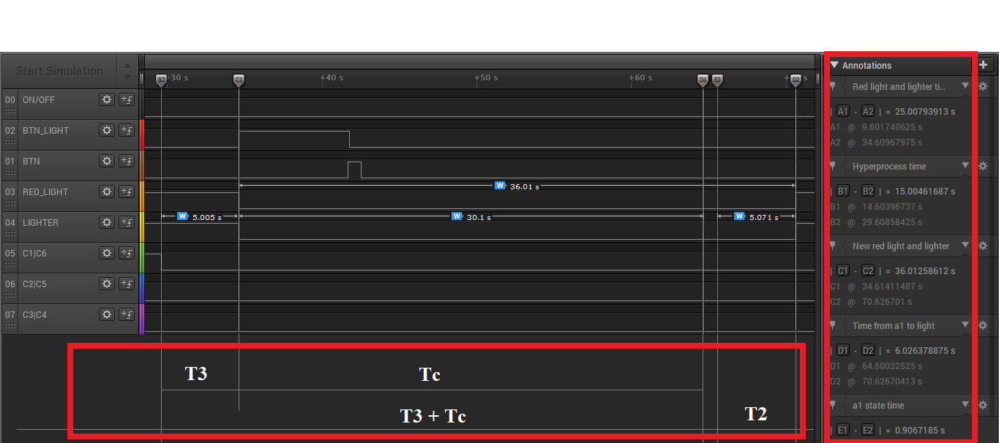 Start Simulation
B2 +30 s C1 +40 s +50 s +60 s D1 E2 D2 s
00 ON/OFF
02 BTN_LIGHT
01 BTN
03 RED_LIGHT
W 36.01 s
04 LIGHTER
W 5.005 s W 30.1 s W 5.071 s
05 C1|C6
06 C2|C5
07 C3|C4
T3 Tc
T3 + Tc T2
Annotations
Red light and lighter ti...
| A1 - A2 | = 25.00793913 s
A1 @ 9.601740625 s
A2 @ 34.60967975 s
Hyperprocess time
| B1 - B2 | = 15.00461687 s
B1 @ 14.60396737 s
B2 @ 29.60858425 s
New red light and lighter
| C1 - C2 | = 36.01258612 s
C1 @ 34.61411487 s
C2 @ 70.626701 s
Time from a1 to light
| D1 - D2 | = 6.026378875 s
D1 @ 64.60032525 s
D2 @ 70.62670413 s
a1 state time
| E1 - E2 | = 0.9067185 s